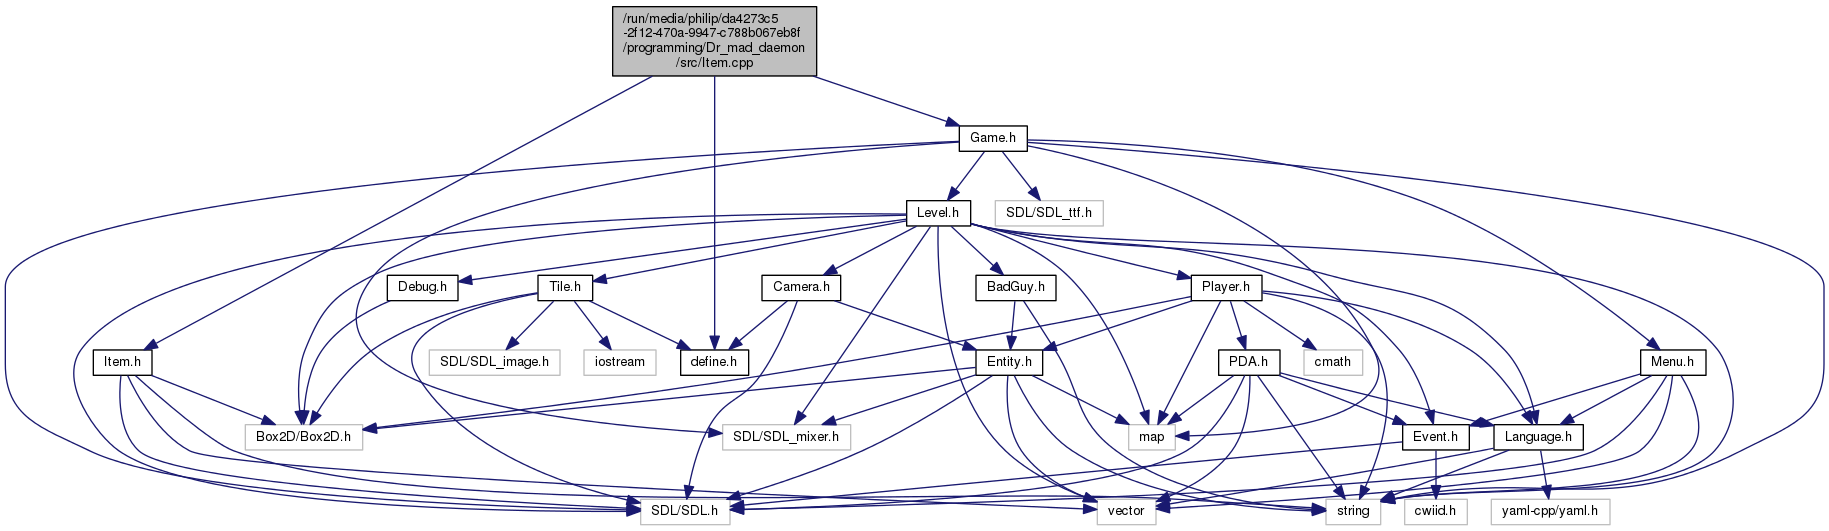 /run/media/philip/da4273c5
-2f12-470a-9947-c788b067eb8f
/programming/Dr_mad_daemon
/src/Item.cpp
Game.h
Level.h
SDL/SDL_ttf.h
Debug.h
Tile.h
Camera.h
BadGuy.h
Player.h
Item.h
SDL/SDL_image.h
iostream
define.h
Entity.h
PDA.h
cmath
Menu.h
Box2D/Box2D.h
SDL/SDL_mixer.h
map
Event.h
Language.h
SDL/SDL.h
vector
string
cwiid.h
yaml-cpp/yaml.h